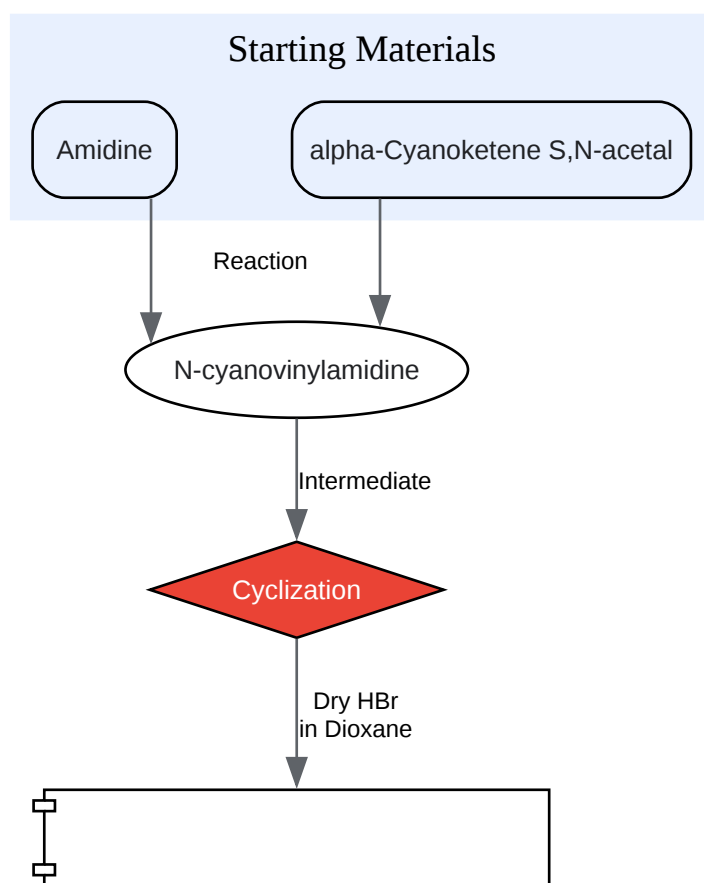 Starting Materials
Amidine
alpha-Cyanoketene S,N-acetal
Reaction
N-cyanovinylamidine
Intermediate
Cyclization
Dry HBr
in Dioxane